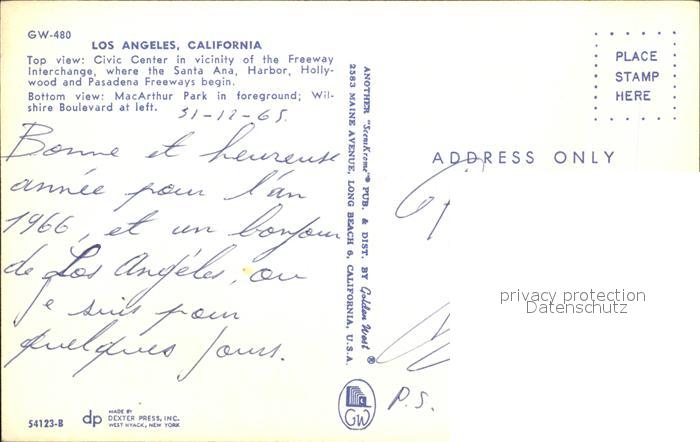 GW-480
LOS ANGELES, CALIFORNIA
Top view: Civic Center in vicinity of the Freeway
Interchange, where the Santa Ana, Harbor, Holly-
wood and Pasadena Freeways begin.
Bottom view: MacArthur Park in foreground; Wil-
shire Boulevard at left.
31-12-65.
Bonne et heureuse
année pour l'an
1966, et un bonjour
de Los Angéles, ou
je suis pour
quelques jours.
54123-B
dp
MADE BY
DEXTER PRESS, INC.
WEST NYACK, NEW YORK
ANOTHER "ScenKrome" PUB. & DIST. BY Golden West ®
2583 MAINE AVENUE, LONG BEACH 6, CALIFORNIA, U.S.A.
GW
PLACE
STAMP
HERE
ADDRESS ONLY
privacy protection
Datenschutz
P.S.